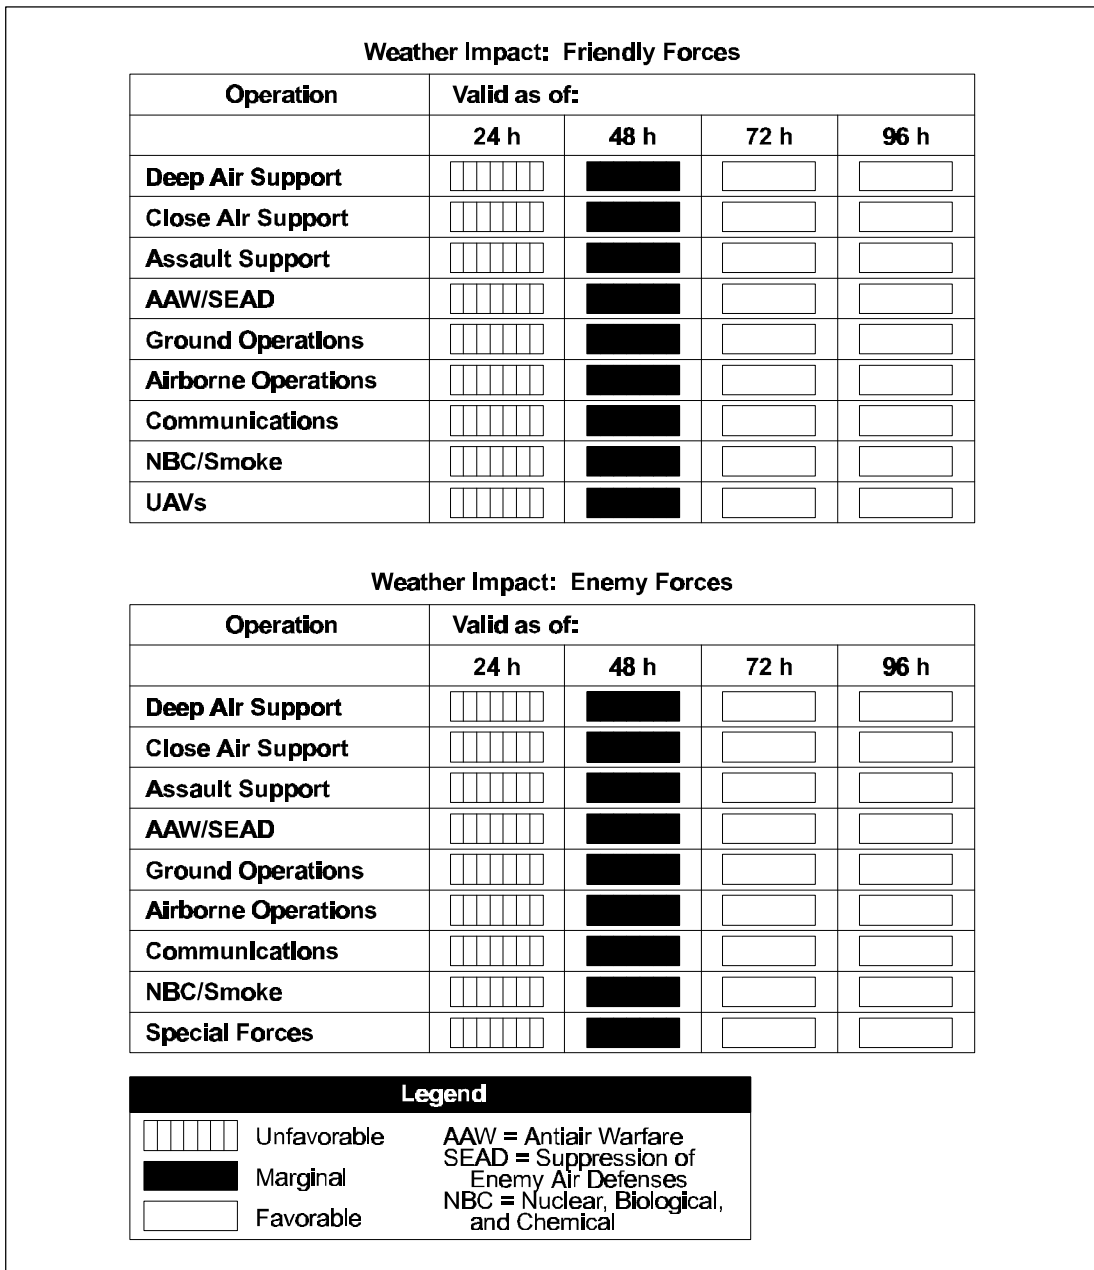 Weather Impact: Friendly Forces
Operation Valid as of:
24 h 48 h 72 h 96 h
Deep Air Support
Close AIr Support
Assault Support
AAW/SEAD
Ground OperatIons
Airborne Operations
Communications
NBC/Smoke
UAVs
Weather Impact: Enemy Forces
Operation Valid as of:
24 h 48 h 72 h 96 h
Deep AIr Support
Close Air Support
Assault Support
AAW/SEAD
Ground Operations
Airborne Operations
CommunIcatIons
NBC/Smoke
Special Forces
Legend
Unfavorable
Marginal
Favorable
AAW = Antiair Warfare
SEAD = Suppression of
Enemy Air Defenses
NBC = Nuclear, Biological,
and Chemical